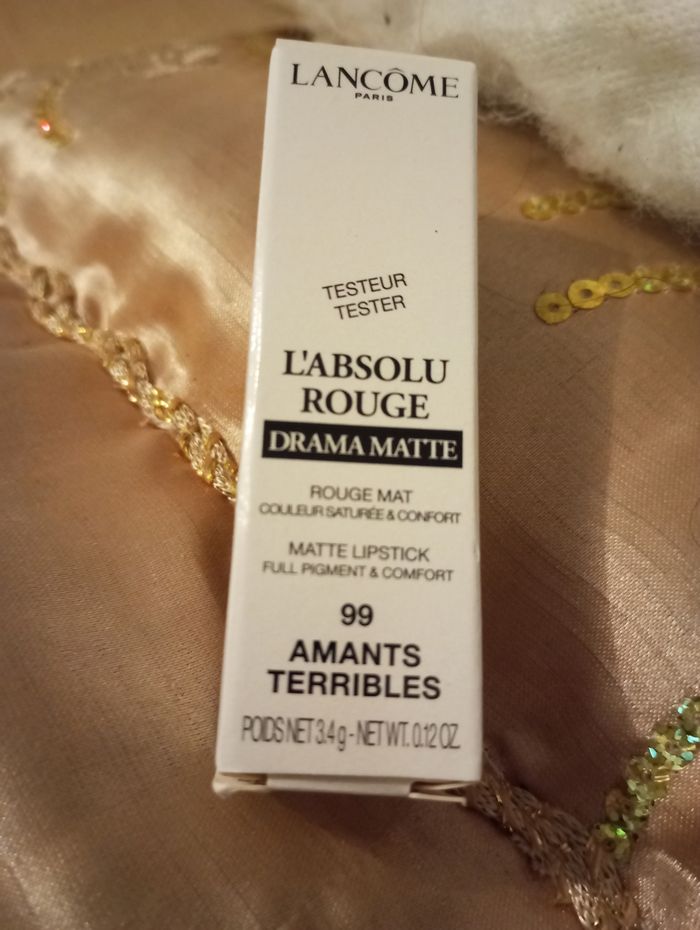 LANCÔME
PARIS
TESTEUR
TESTER
L'ABSOLU
ROUGE
DRAMA MATTE
ROUGE MAT
COULEUR SATURÉE & CONFORT
MATTE LIPSTICK
FULL PIGMENT & COMFORT
99
AMANTS
TERRIBLES
POIDS NET 3.4 g - NET WT. 0.12 OZ